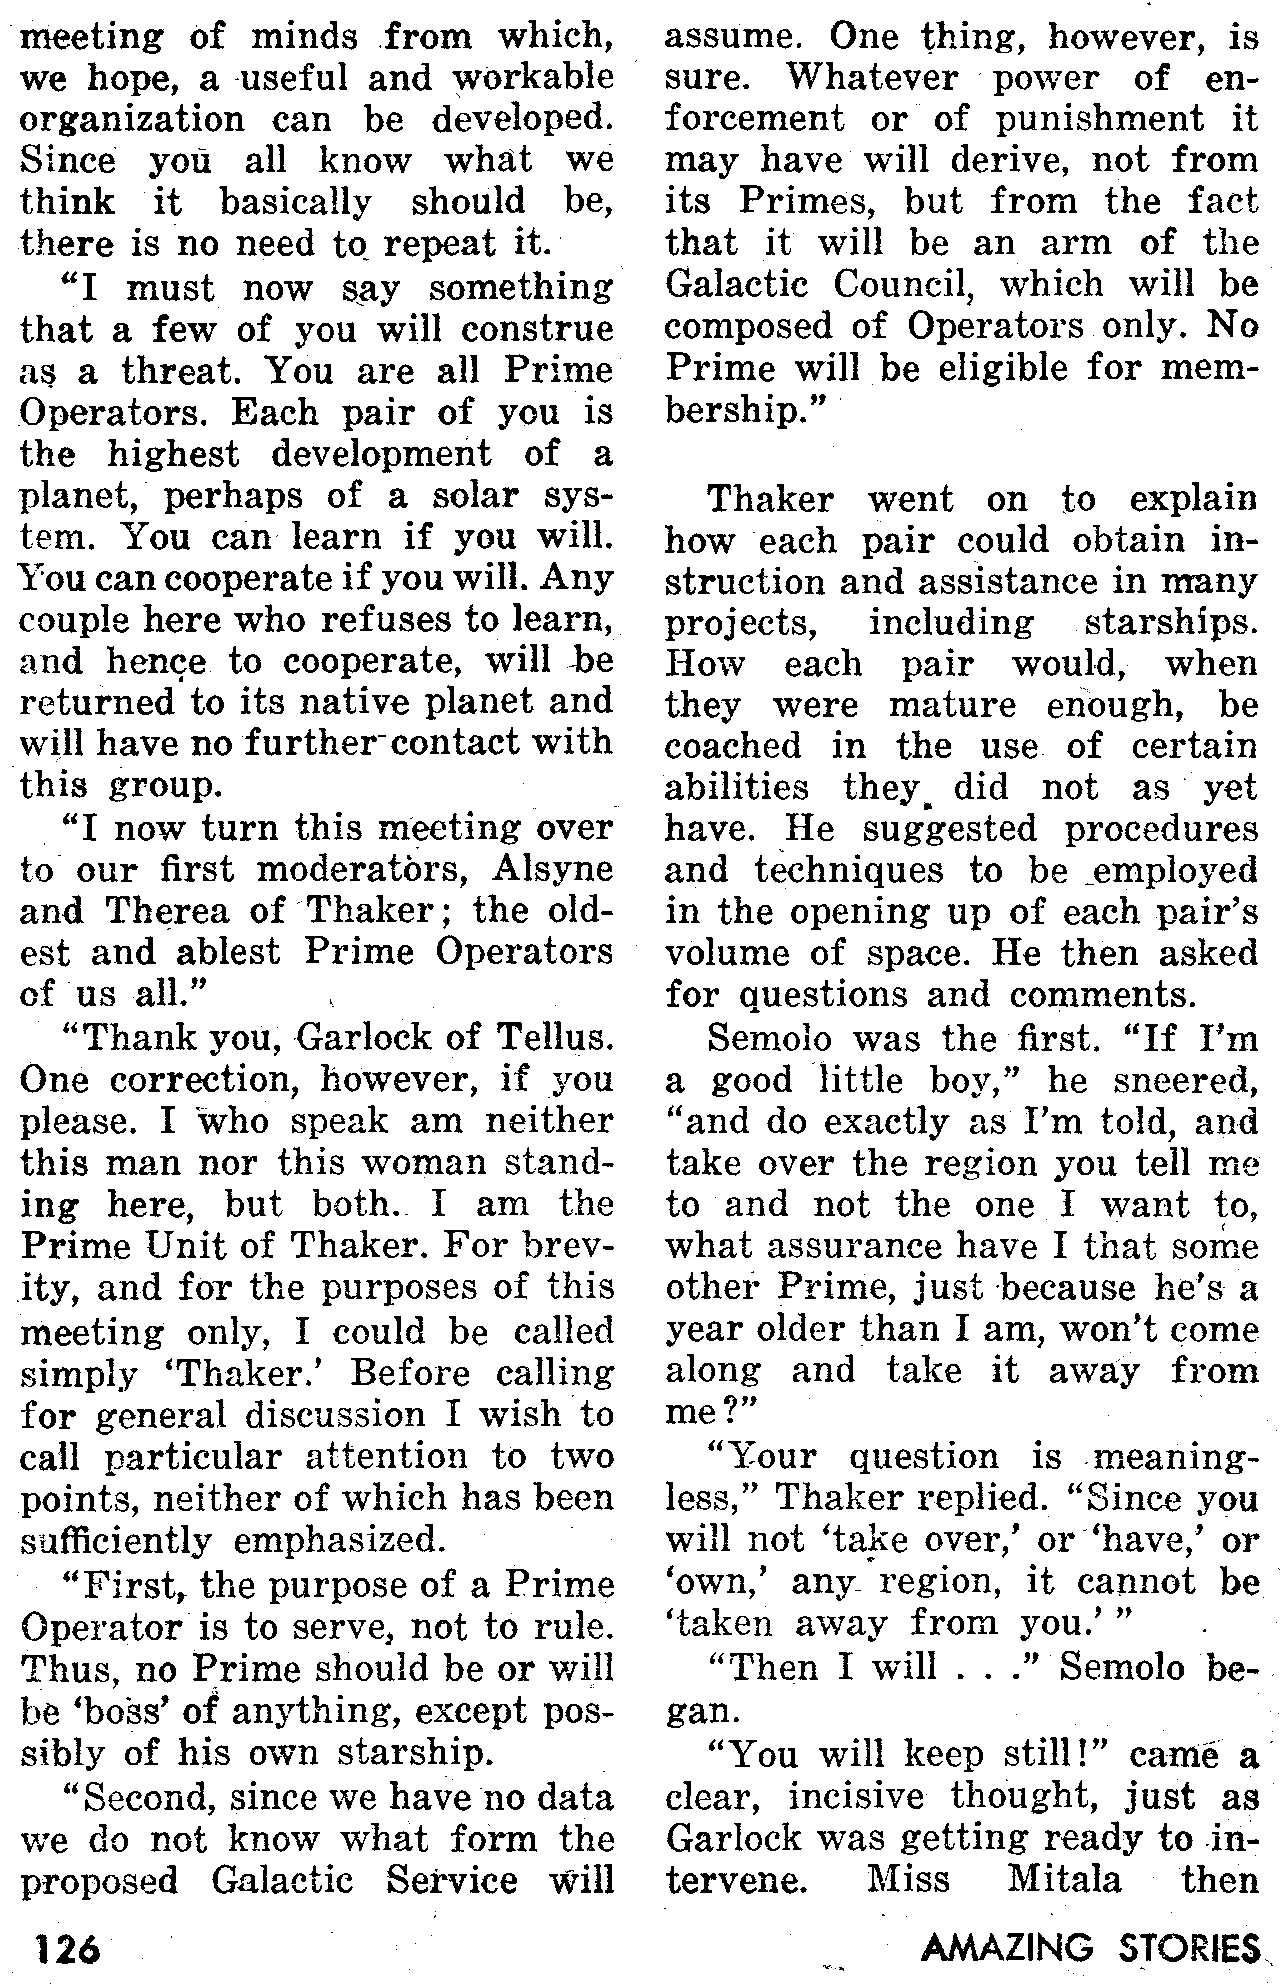 meeting of minds from which,
we hope, a useful and workable
organization can be developed.
Since you all know what we
think it basically should be,
there is no need to repeat it.
“I must now say something
that a few of you will construe
as a threat. You are all Prime
Operators. Each pair of you is
the highest development of a
planet, perhaps of a solar sys-
tem. You can learn if you will.
You can cooperate if you will. Any
couple here who refuses to learn,
and hence to cooperate, will be
returned to its native planet and
will have no further contact with
this group.
“I now turn this meeting over
to our first moderators, Alsyne
and Therea of Thaker; the old-
est and ablest Prime Operators
of us all.”
“Thank you, Garlock of Tellus.
One correction, however, if you
please. I who speak am neither
this man nor this woman stand-
ing here, but both. I am the
Prime Unit of Thaker. For brev-
ity, and for the purposes of this
meeting only, I could be called
simply ‘Thaker.’ Before calling
for general discussion I wish to
call particular attention to two
points, neither of which has been
sufficiently emphasized.
“First, the purpose of a Prime
Operator is to serve, not to rule.
Thus, no Prime should be or will
be ‘boss’ of anything, except pos-
sibly of his own starship.
“Second, since we have no data
we do not know what form the
proposed Galactic Service will
assume. One thing, however, is
sure. Whatever power of en-
forcement or of punishment it
may have will derive, not from
its Primes, but from the fact
that it will be an arm of the
Galactic Council, which will be
composed of Operators only. No
Prime will be eligible for mem-
bership.”
Thaker went on to explain
how each pair could obtain in-
struction and assistance in many
projects, including starships.
How each pair would, when
they were mature enough, be
coached in the use of certain
abilities they did not as yet
have. He suggested procedures
and techniques to be employed
in the opening up of each pair’s
volume of space. He then asked
for questions and comments.
Semolo was the first. “If I’m
a good little boy,” he sneered,
“and do exactly as I’m told, and
take over the region you tell me
to and not the one I want to,
what assurance have I that some
other Prime, just because he’s a
year older than I am, won’t come
along and take it away from
me?”
“Your question is meaning-
less,” Thaker replied. “Since you
will not ‘take over,’ or ‘have,’ or
‘own,’ any region, it cannot be
‘taken away from you.’ ”
“Then I will . . .” Semolo be-
gan.
“You will keep still!” came a
clear, incisive thought, just as
Garlock was getting ready to in-
tervene. Miss Mitala then
126
AMAZING STORIES